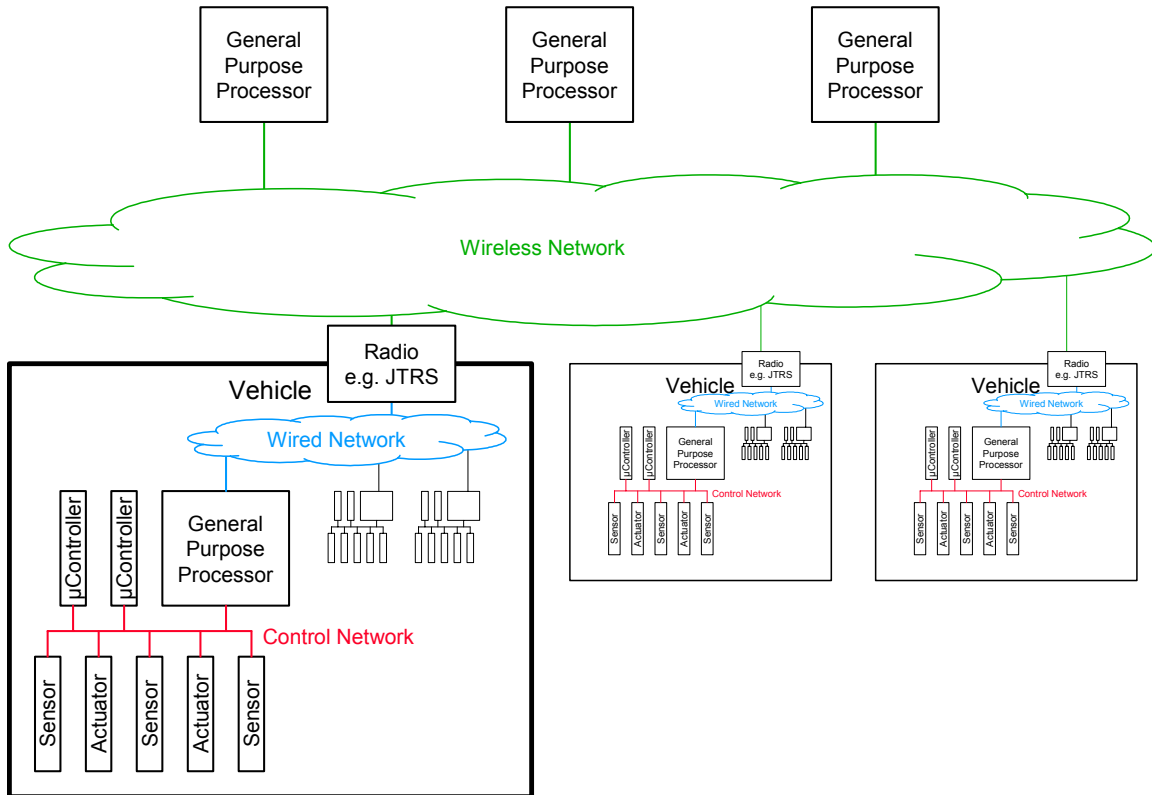 General
Purpose
Processor
General
Purpose
Processor
General
Purpose
Processor
Wireless Network
Radio
e.g. JTRS
Vehicle
Wired Network
µController
µController
General
Purpose
Processor
Control Network
Sensor
Actuator
Sensor
Actuator
Sensor
Radio
e.g. JTRS
Vehicle
Wired Network
µController
µController
General
Purpose
Processor
Control Network
Sensor
Actuator
Sensor
Actuator
Sensor
Radio
e.g. JTRS
Vehicle
Wired Network
µController
µController
General
Purpose
Processor
Control Network
Sensor
Actuator
Sensor
Actuator
Sensor